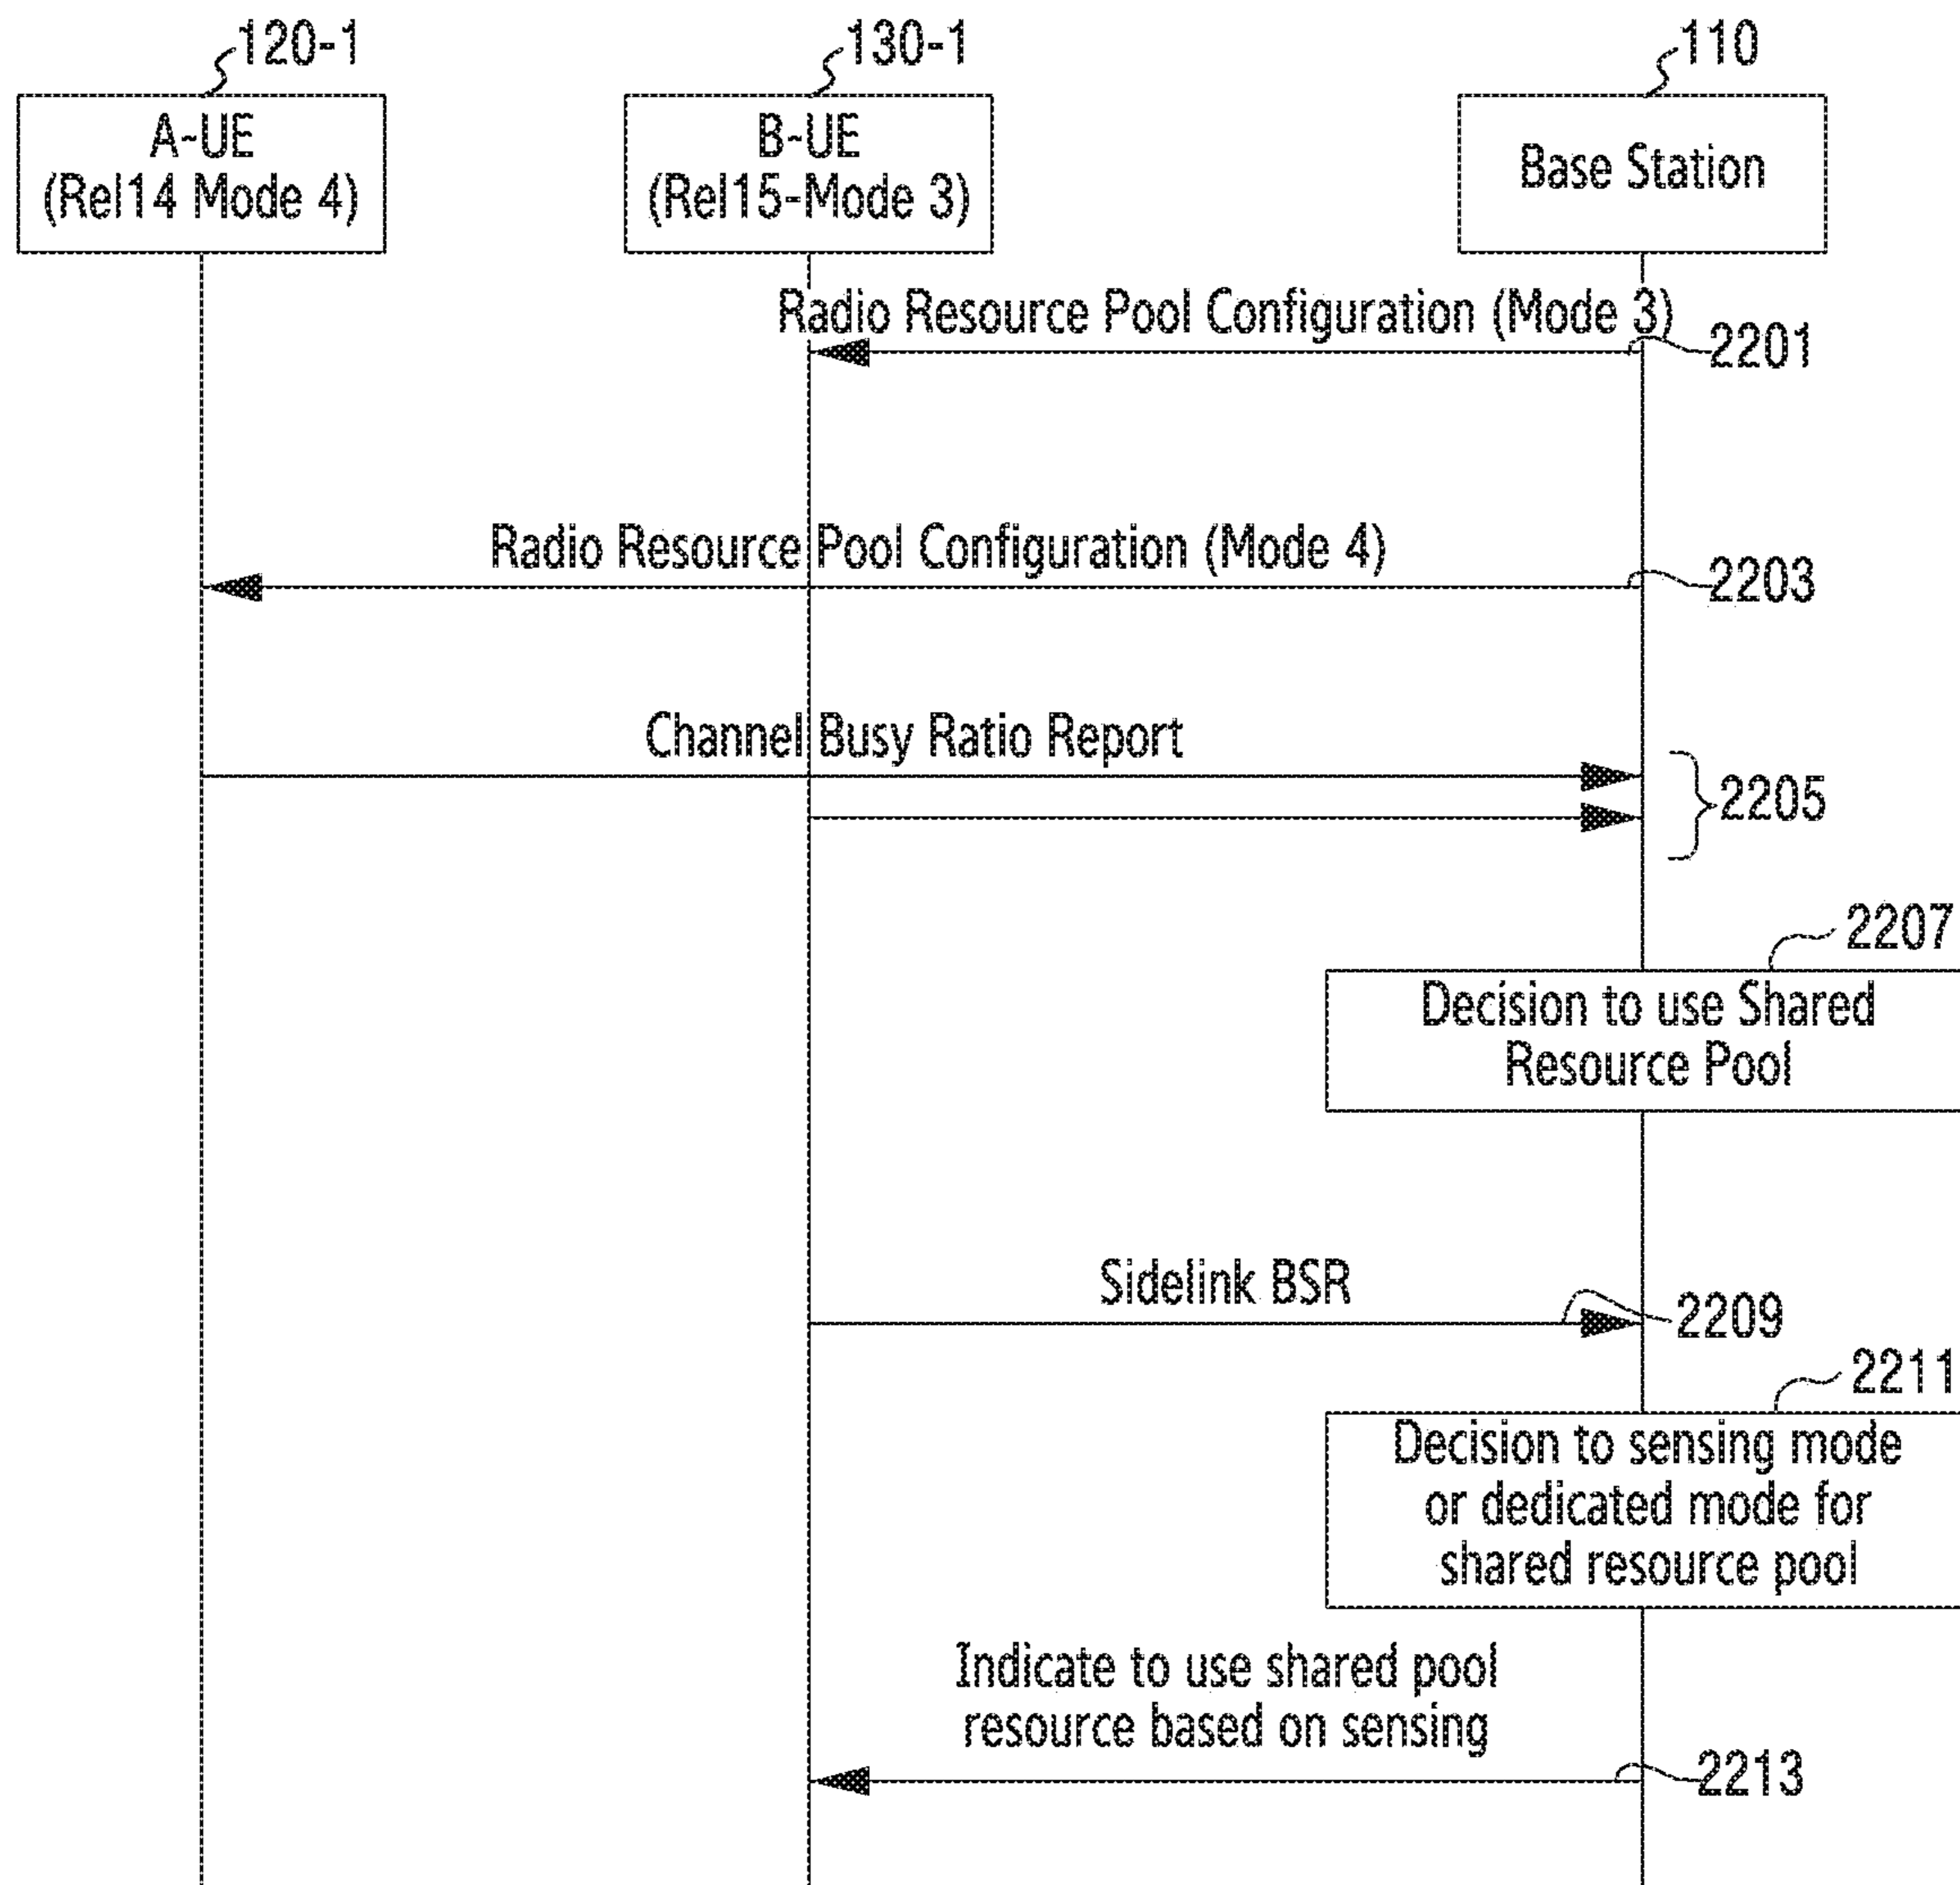 120-1
130-1
110
A-UE
(Rel14 Mode 4)
B-UE
(Rel15-Mode 3)
Base Station
Radio Resource Pool Configuration (Mode 3)
2201
Radio Resource Pool Configuration (Mode 4)
2203
Channel Busy Ratio Report
2205
2207
Decision to use Shared
Resource Pool
Sidelink BSR
2209
2211
Decision to sensing mode
or dedicated mode for
shared resource pool
Indicate to use shared pool
resource based on sensing
2213